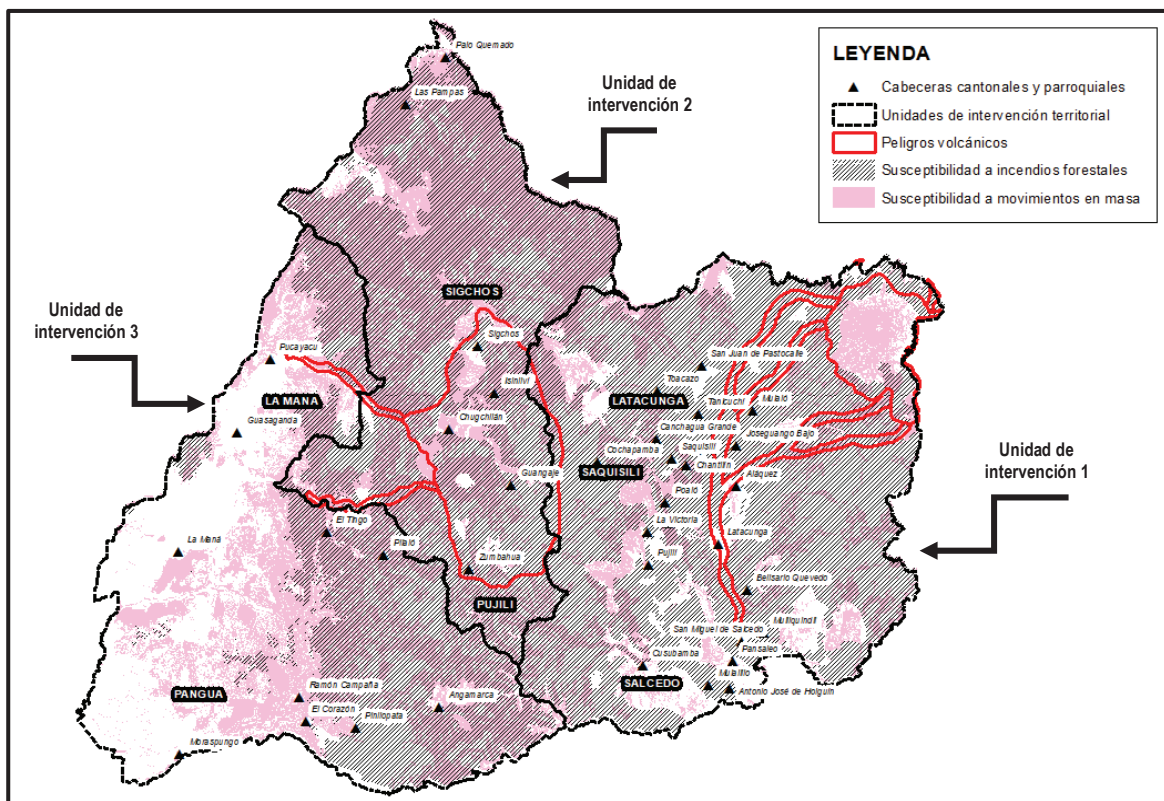 Palo Quemado
Las Pampas
Unidad de
intervención 2
LEYENDA
Cabeceras cantonales y parroquiales
Unidades de intervención territorial
Peligros volcánicos
Susceptibilidad a incendios forestales
Susceptibilidad a movimientos en masa
SIGCHOS
Unidad de
intervención 3
Sigchos
Pucayacu
San Juan de Pastocalle
Isinliví
Toacazo
LA MANA
LATACUNGA
Tanicuchi
Mulaló
Chugchilán
Guasaganda
Canchagua Grande
Joseguango Bajo
Cochapamba
Saquisilí
Unidad de
intervención 1
SAQUISILI
Chantilín
Guangaje
Aláquez
Poaló
El Tingo
La Victoria
Latacunga
La Maná
Pilaló
Pujilí
Zumbahua
Belisario Quevedo
PUJILI
San Miguel de Salcedo
Mulliquindil
Cusubamba
Pansaleo
SALCEDO
Mulalillo
Antonio José de Holguín
PANGUA
Ramón Campaña
Angamarca
El Corazón
Pinllopata
Moraspungo